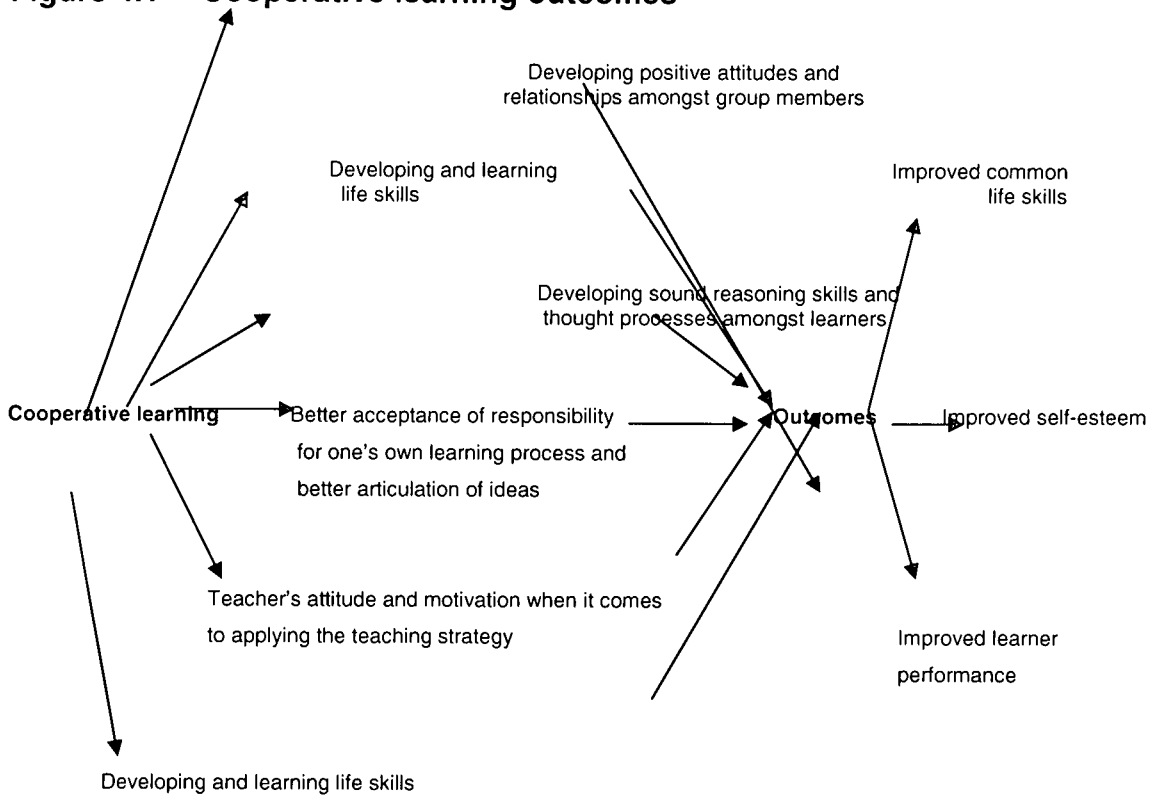 Cooperative learning outcomes
Developing positive attitudes and
relationships amongst group members
Developing and learning
life skills
Improved common
life skills
Developing sound reasoning skills and
thought processes amongst learners
Cooperative learning
Better acceptance of responsibility
for one's own learning process and
better articulation of ideas
Outcomes
Improved self-esteem
Teacher's attitude and motivation when it comes
to applying the teaching strategy
Improved learner
performance
Developing and learning life skills